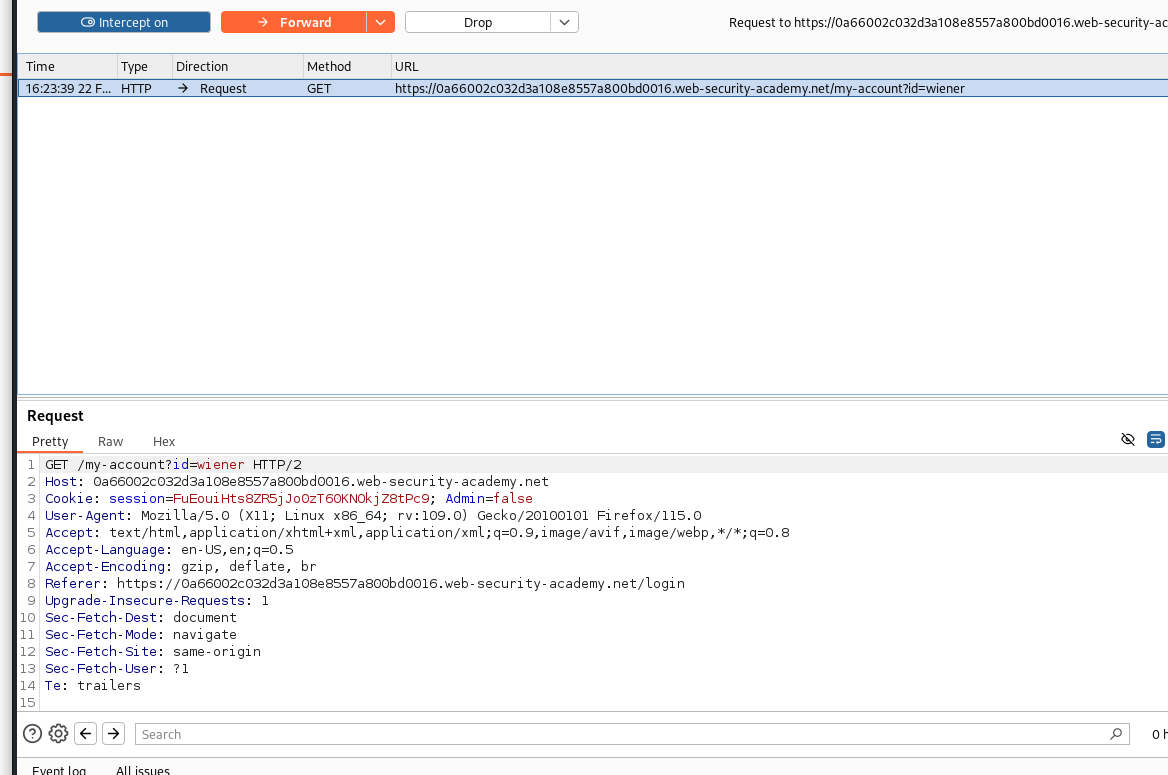 Intercept on Forward Drop Request to https://0a66002c032d3a108e8557a800bd0016.web-security-ac
Time Type Direction Method URL
16:23:39 22 F... HTTP → Request GET https://0a66002c032d3a108e8557a800bd0016.web-security-academy.net/my-account?id=wiener
Request
Pretty Raw Hex
1 GET /my-account?id=wiener HTTP/2
2 Host: 0a66002c032d3a108e8557a800bd0016.web-security-academy.net
3 Cookie: session=FuEouiHts8ZR5jJoOzT6OKNOkjZ8tPc9; Admin=false
4 User-Agent: Mozilla/5.0 (X11; Linux x86_64; rv:109.0) Gecko/20100101 Firefox/115.0
5 Accept: text/html,application/xhtml+xml,application/xml;q=0.9,image/avif,image/webp,*/*;q=0.8
6 Accept-Language: en-US,en;q=0.5
7 Accept-Encoding: gzip, deflate, br
8 Referer: https://0a66002c032d3a108e8557a800bd0016.web-security-academy.net/login
9 Upgrade-Insecure-Requests: 1
10 Sec-Fetch-Dest: document
11 Sec-Fetch-Mode: navigate
12 Sec-Fetch-Site: same-origin
13 Sec-Fetch-User: ?1
14 Te: trailers
15
Search 0 h
Event log All issues